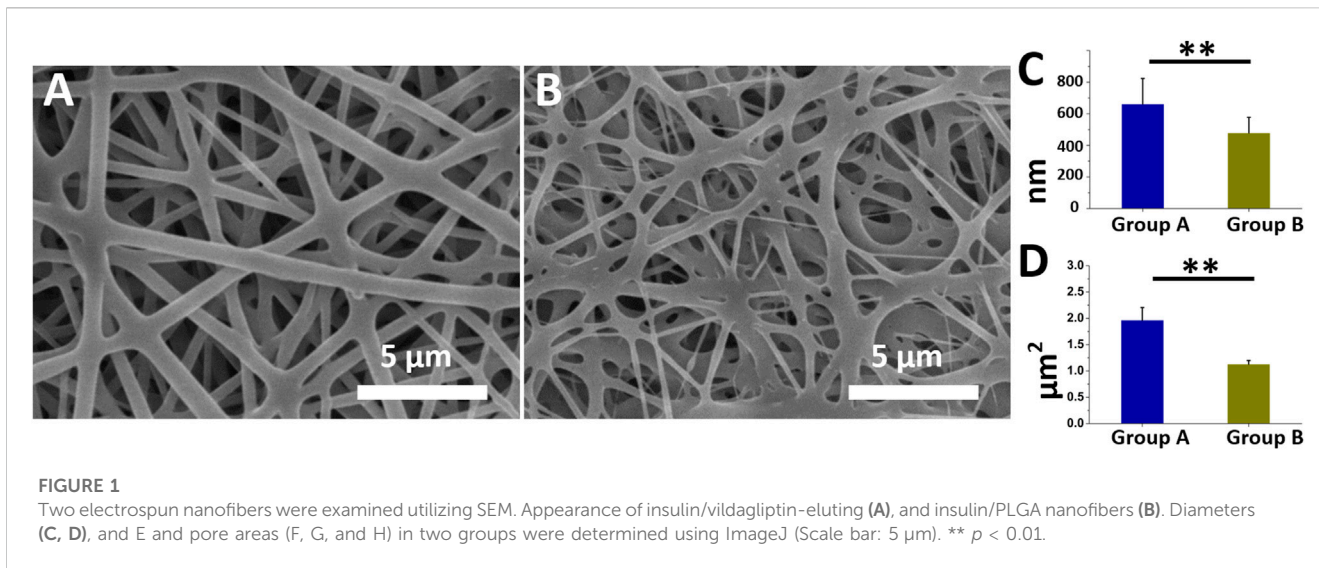 A
5 µm
B
5 µm
C
**
nm
800
600
400
200
0
Group A Group B
D
**
µm²
3.0
2.5
2.0
1.5
1.0
0.5
0.0
Group A Group B
FIGURE 1
Two electrospun nanofibers were examined utilizing SEM. Appearance of insulin/vildagliptin-eluting (A), and insulin/PLGA nanofibers (B). Diameters
(C, D), and E and pore areas (F, G, and H) in two groups were determined using ImageJ (Scale bar: 5 µm). ** p < 0.01.